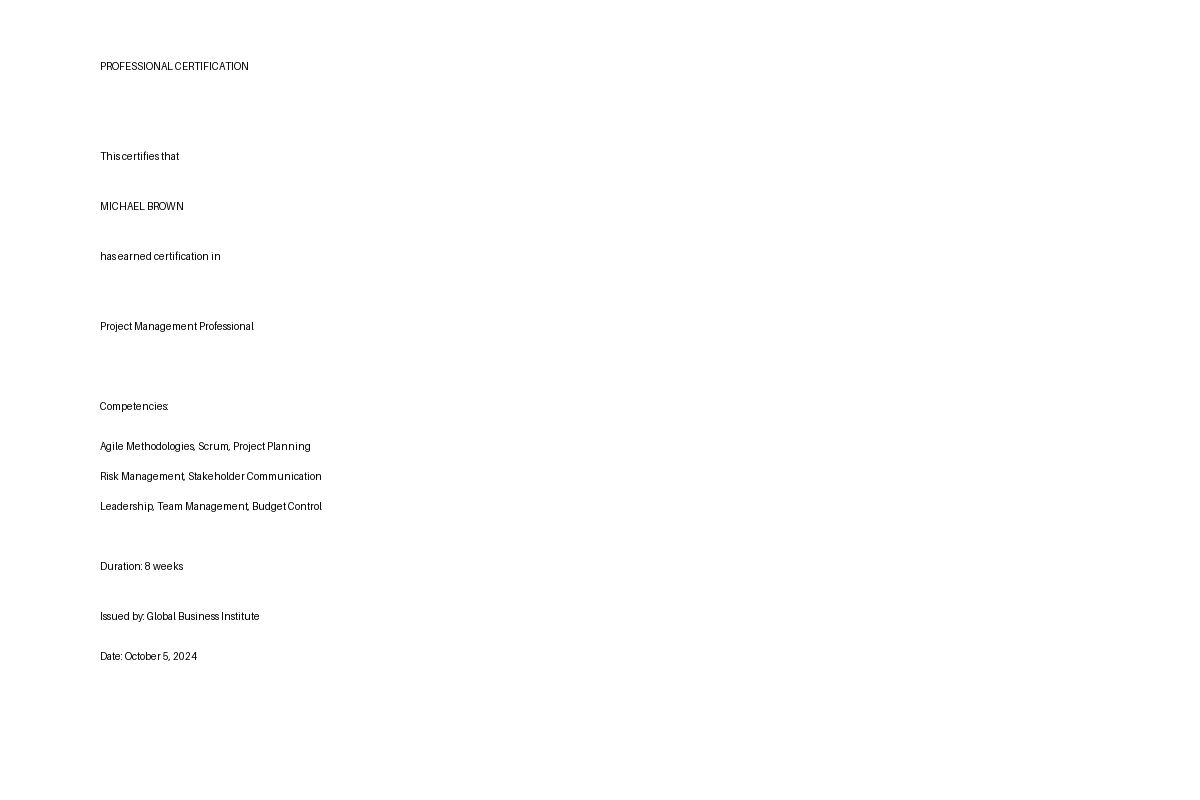 PROFESSIONAL CERTIFICATION
This certifies that
MICHAEL BROWN
has earned certification in
Project Management Professional
Competencies:
Agile Methodologies, Scrum, Project Planning
Risk Management, Stakeholder Communication
Leadership, Team Management, Budget Control
Duration: 8 weeks
Issued by: Global Business Institute
Date: October 5, 2024